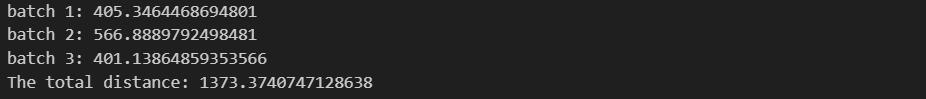 batch 1: 405.3464468694801
batch 2: 566.8889792498481
batch 3: 401.13864859353566
The total distance: 1373.3740747128638